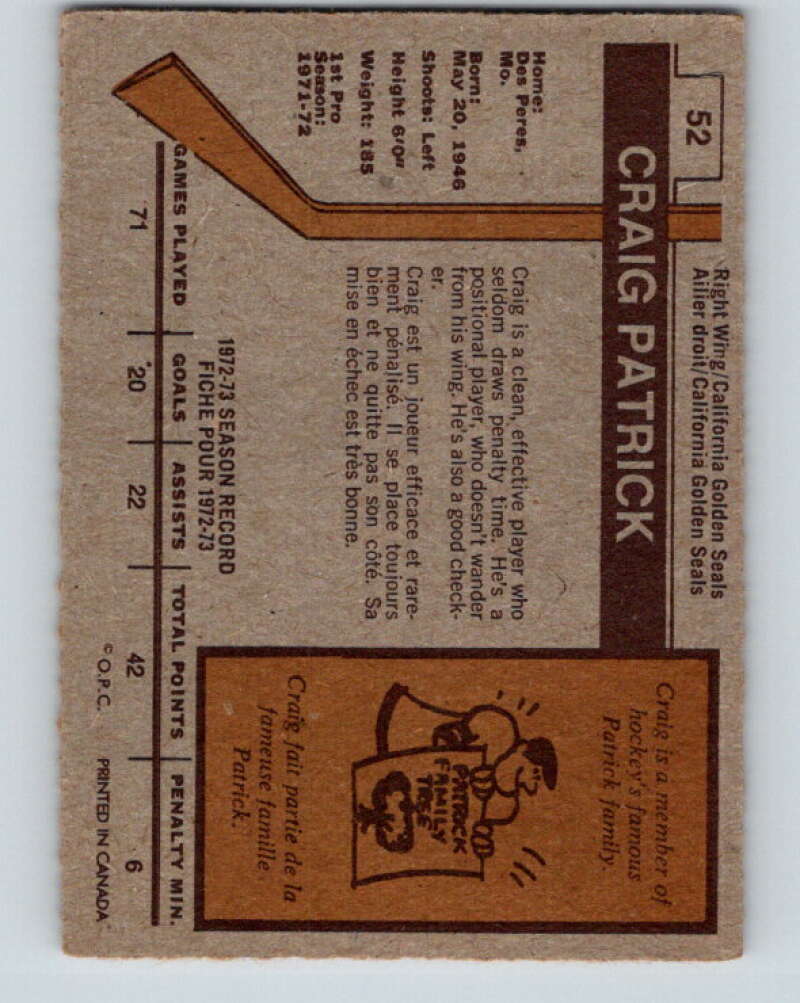 52
Right Wing/California Golden Seals
Ailier droit/California Golden Seals
CRAIG PATRICK
Home:
Des Peres,
Mo.
Born:
May 20, 1946
Shoots: Left
Height 6'0"
Weight: 185
1st Pro
Season:
1971-72
Craig is a clean, effective player who
seldom draws penalty time. He's a
positional player, who doesn't wander
from his wing. He's also a good check-
er.
Craig est un joueur efficace et rare-
ment pénalisé. Il se place toujours
bien et ne quitte pas son côté. Sa
mise en échec est très bonne.
Craig is a member of
hockey's famous
Patrick family.
PATRICK
FAMILY
TREE
Craig fait partie de la
fameuse famille
Patrick.
1972-73 SEASON RECORD
FICHE POUR 1972-73
GAMES PLAYED GOALS ASSISTS TOTAL POINTS PENALTY MIN.
71 20 22 42 6
© O.P.C. PRINTED IN CANADA